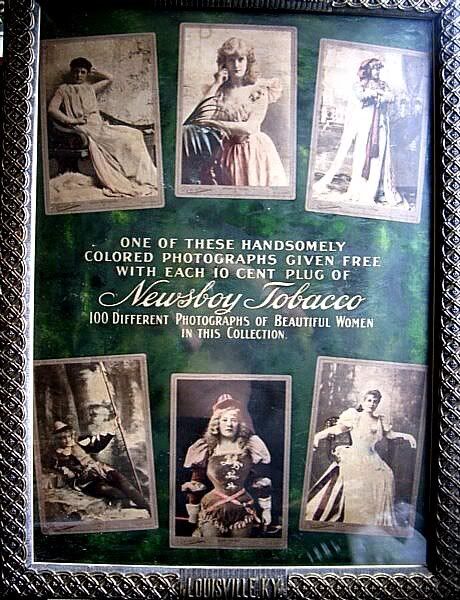 ONE OF THESE HANDSOMELY
COLORED PHOTOGRAPHS GIVEN FREE
WITH EACH 10 CENT PLUG OF
Newsboy Tobacco
100 DIFFERENT PHOTOGRAPHS OF BEAUTIFUL WOMEN
IN THIS COLLECTION.
LOUISVILLE, KY